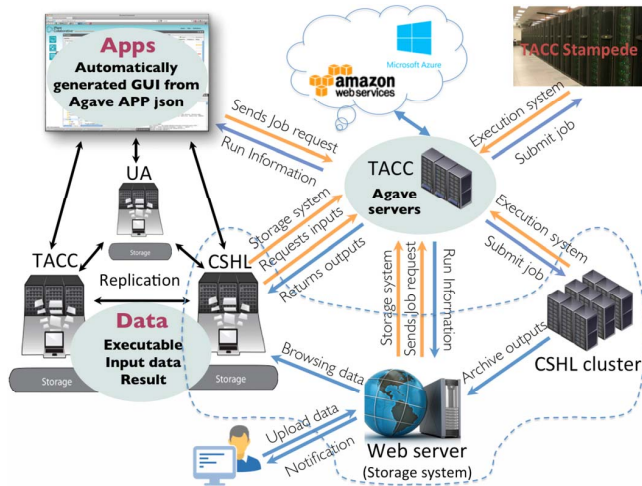 Apps
Automatically
generated GUI from
Agave APP json
Microsoft Azure
amazon
web services
TACC Stampede
Sends Job request
Run Information
Execution system
Submit job
UA
Storage
TACC
Agave
servers
Storage system
Requests inputs
Returns outputs
Execution system
Submit job
TACC
CSHL
Replication
Data
Executable
Input data
Result
Storage
Storage
Storage system
Sends Job request
Run Information
CSHL cluster
Browsing data
Archive outputs
Upload data
Notification
Web server
(Storage system)